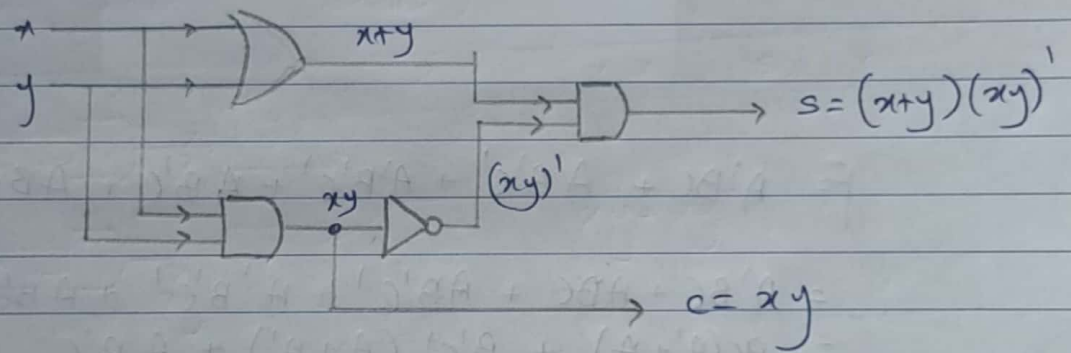 x
x+y
y
s = (x+y)(xy)'
(xy)'
xy
c = xy